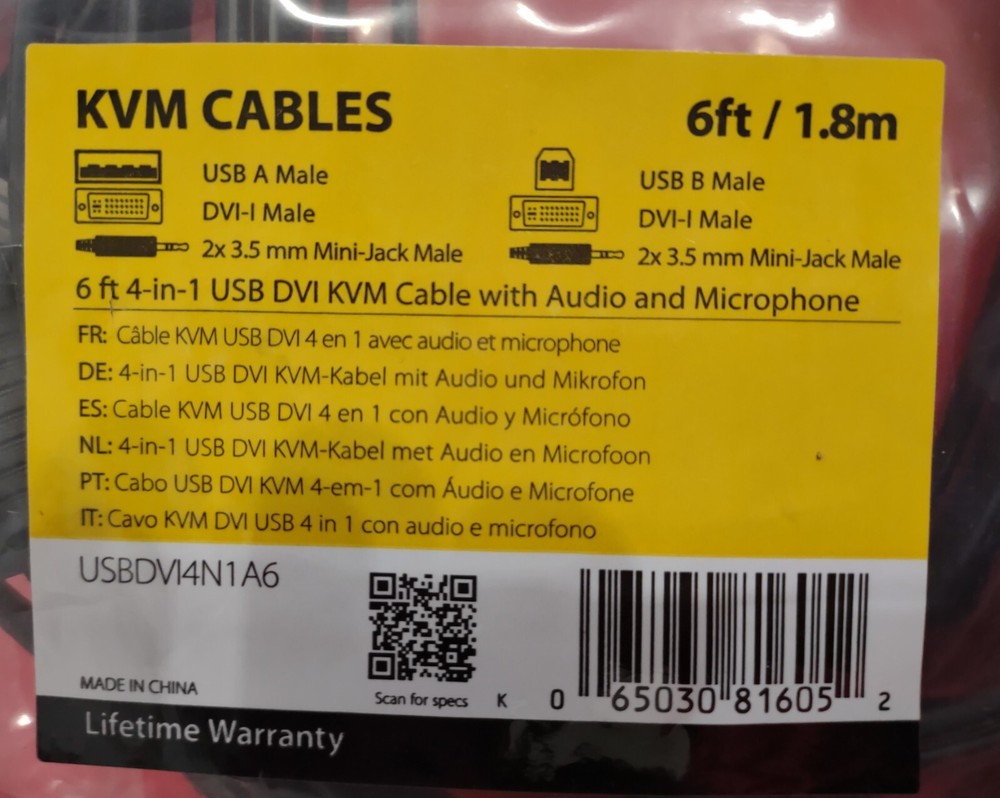 KVM CABLES 6ft / 1.8m
USB A Male USB B Male
DVI-I Male DVI-I Male
2x 3.5 mm Mini-Jack Male 2x 3.5 mm Mini-Jack Male
6 ft 4-in-1 USB DVI KVM Cable with Audio and Microphone
FR: Câble KVM USB DVI 4 en 1 avec audio et microphone
DE: 4-in-1 USB DVI KVM-Kabel mit Audio und Mikrofon
ES: Cable KVM USB DVI 4 en 1 con Audio y Micrófono
NL: 4-in-1 USB DVI KVM-Kabel met Audio en Microfoon
PT: Cabo USB DVI KVM 4-em-1 com Áudio e Microfone
IT: Cavo KVM DVI USB 4 in 1 con audio e microfono
USBDVI4N1A6
MADE IN CHINA
Scan for specs K 0 65030 81605 2
Lifetime Warranty